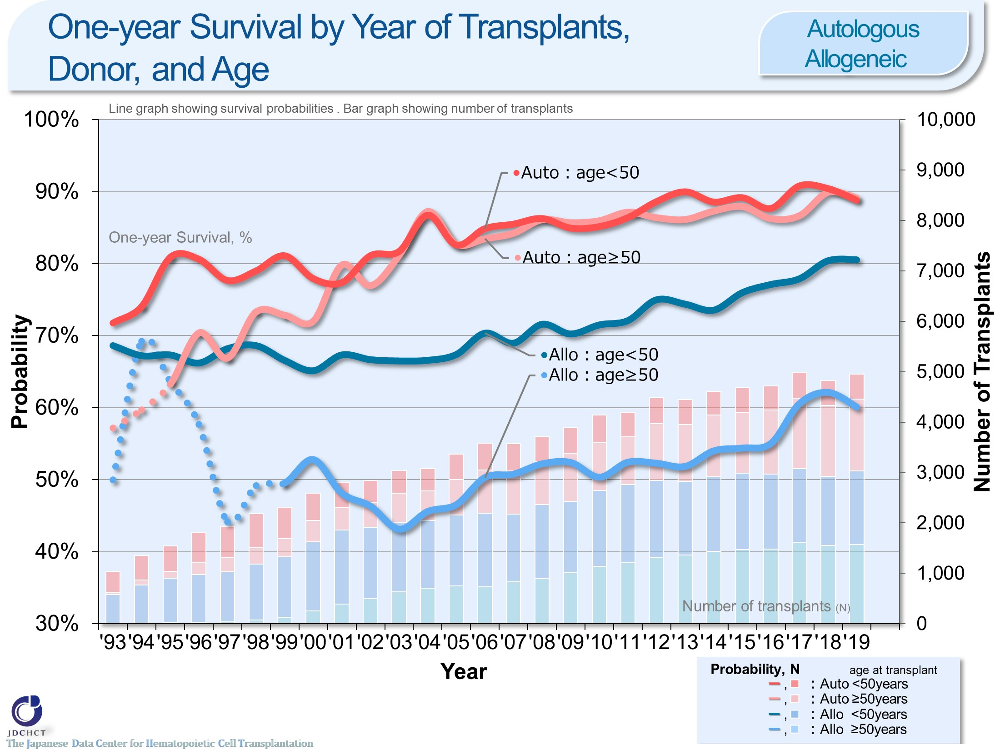 One-year Survival by Year of Transplants,
Donor, and Age
Autologous
Allogeneic
Line graph showing survival probabilities . Bar graph showing number of transplants
100%
90%
80%
70%
60%
50%
40%
30%
Probability
10,000
9,000
8,000
7,000
6,000
5,000
4,000
3,000
2,000
1,000
0
Number of Transplants
One-year Survival, %
Auto : age<50
Auto : age≥50
Allo : age<50
Allo : age≥50
Number of transplants (N)
'93 '94 '95 '96 '97 '98 '99 '00 '01 '02 '03 '04 '05 '06 '07 '08 '09 '10 '11 '12 '13 '14 '15 '16 '17 '18 '19
Year
Probability, N age at transplant
, : Auto <50years
, : Auto ≥50years
, : Allo <50years
, : Allo ≥50years
JDCHCT
The Japanese Data Center for Hematopoietic Cell Transplantation